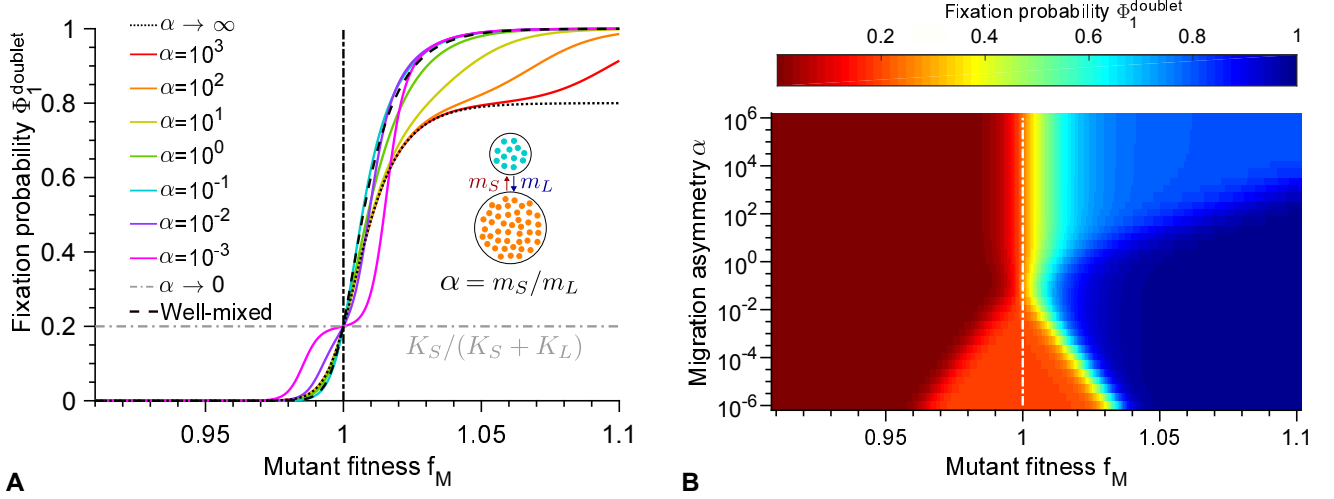 Fixation probability Φ₁^doublet
1
0.8
0.6
0.4
0.2
0
α → ∞
α=10³
α=10²
α=10¹
α=10⁰
α=10⁻¹
α=10⁻²
α=10⁻³
α → 0
Well-mixed
m_S m_L
α = m_S/m_L
K_S/(K_S + K_L)
0.95 1 1.05 1.1
Mutant fitness f_M
A
Fixation probability Φ₁^doublet
0.2 0.4 0.6 0.8 1
Migration asymmetry α
10⁶
10⁴
10²
10⁰
10⁻²
10⁻⁴
10⁻⁶
0.95 1 1.05 1.1
Mutant fitness f_M
B